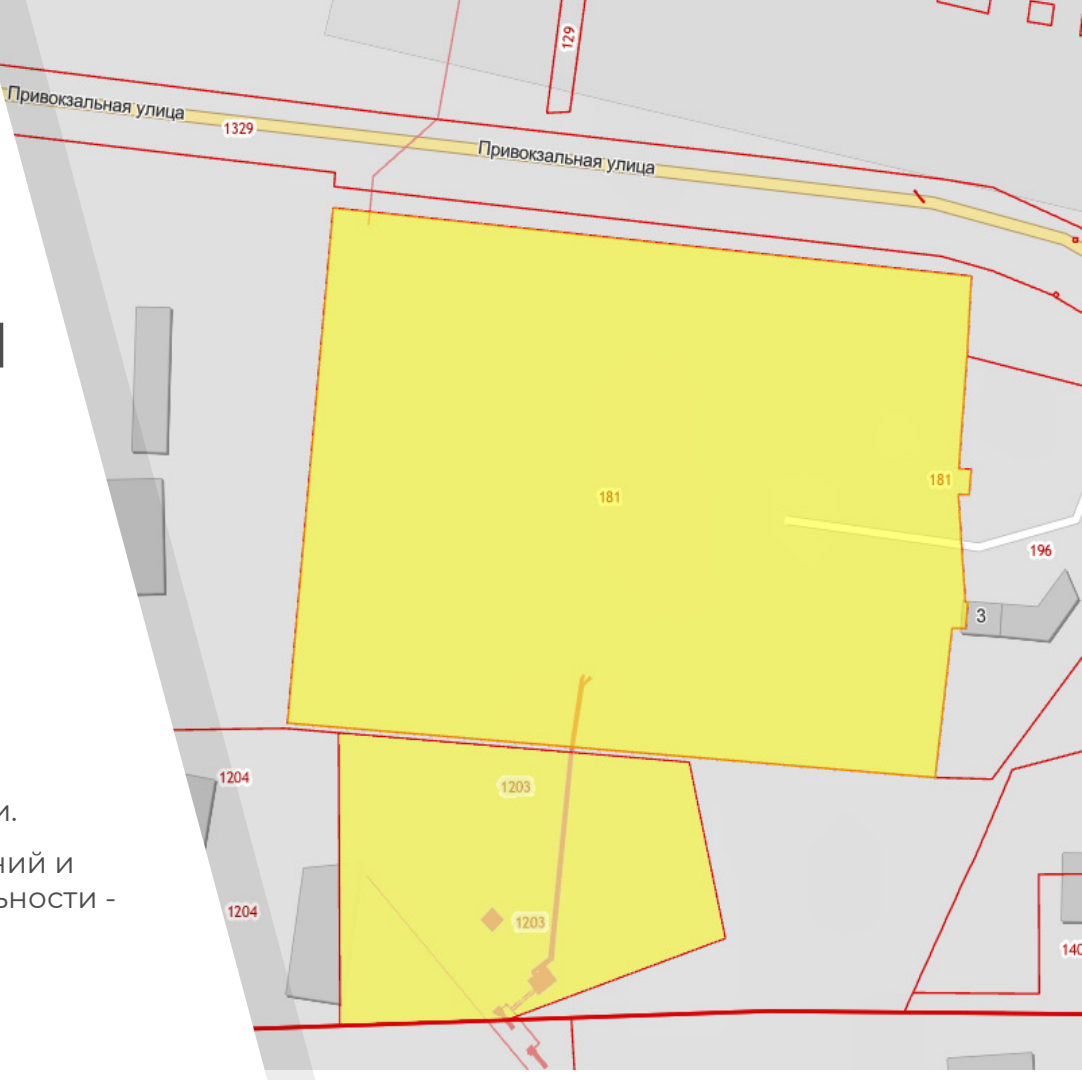 129
Привокзальная улица
1329
Привокзальная улица
181
181
196
3
1204
1203
и.
ний и
ьности -
1204
1203
140